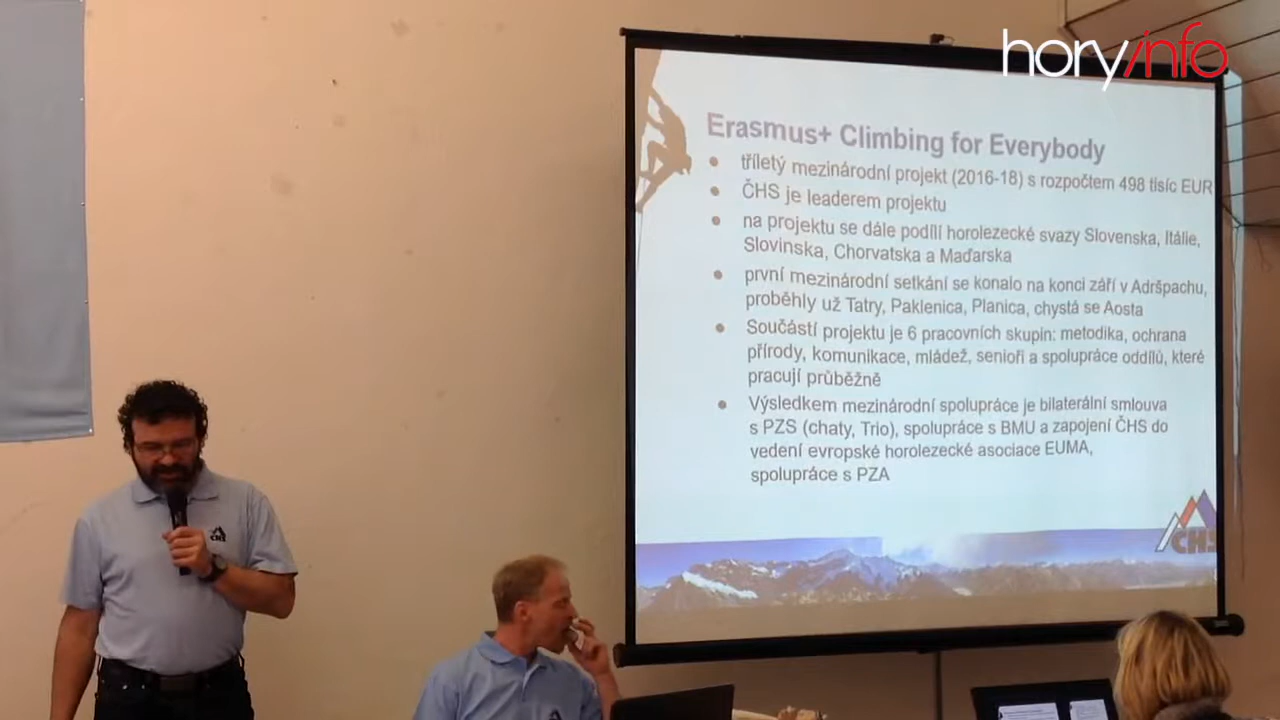 hory/info
Erasmus+ Climbing for Everybody
• tříletý mezinárodní projekt (2016-18) s rozpočtem 498 tisíc EUR
• ČHS je leaderem projektu
• na projektu se dále podílí horolezecké svazy Slovenska, Itálie,
Slovinska, Chorvatska a Maďarska
• první mezinárodní setkání se konalo na konci září v Adršpachu,
proběhly už Tatry, Paklenica, Planica, chystá se Aosta
• Součástí projektu je 6 pracovních skupin: metodika, ochrana
přírody, komunikace, mládež, senioři a spolupráce oddílů, které
pracují průběžně
• Výsledkem mezinárodní spolupráce je bilaterální smlouva
s PZS (chaty, Trio), spolupráce s BMU a zapojení ČHS do
vedení evropské horolezecké asociace EUMA,
spolupráce s PZA
ČHS
ČHS